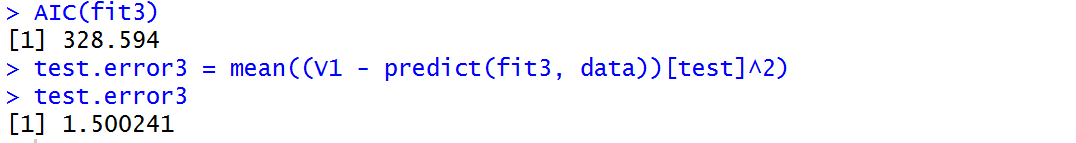 > AIC(fit3)
[1] 328.594
> test.error3 = mean((V1 - predict(fit3, data))[test]^2)
> test.error3
[1] 1.500241